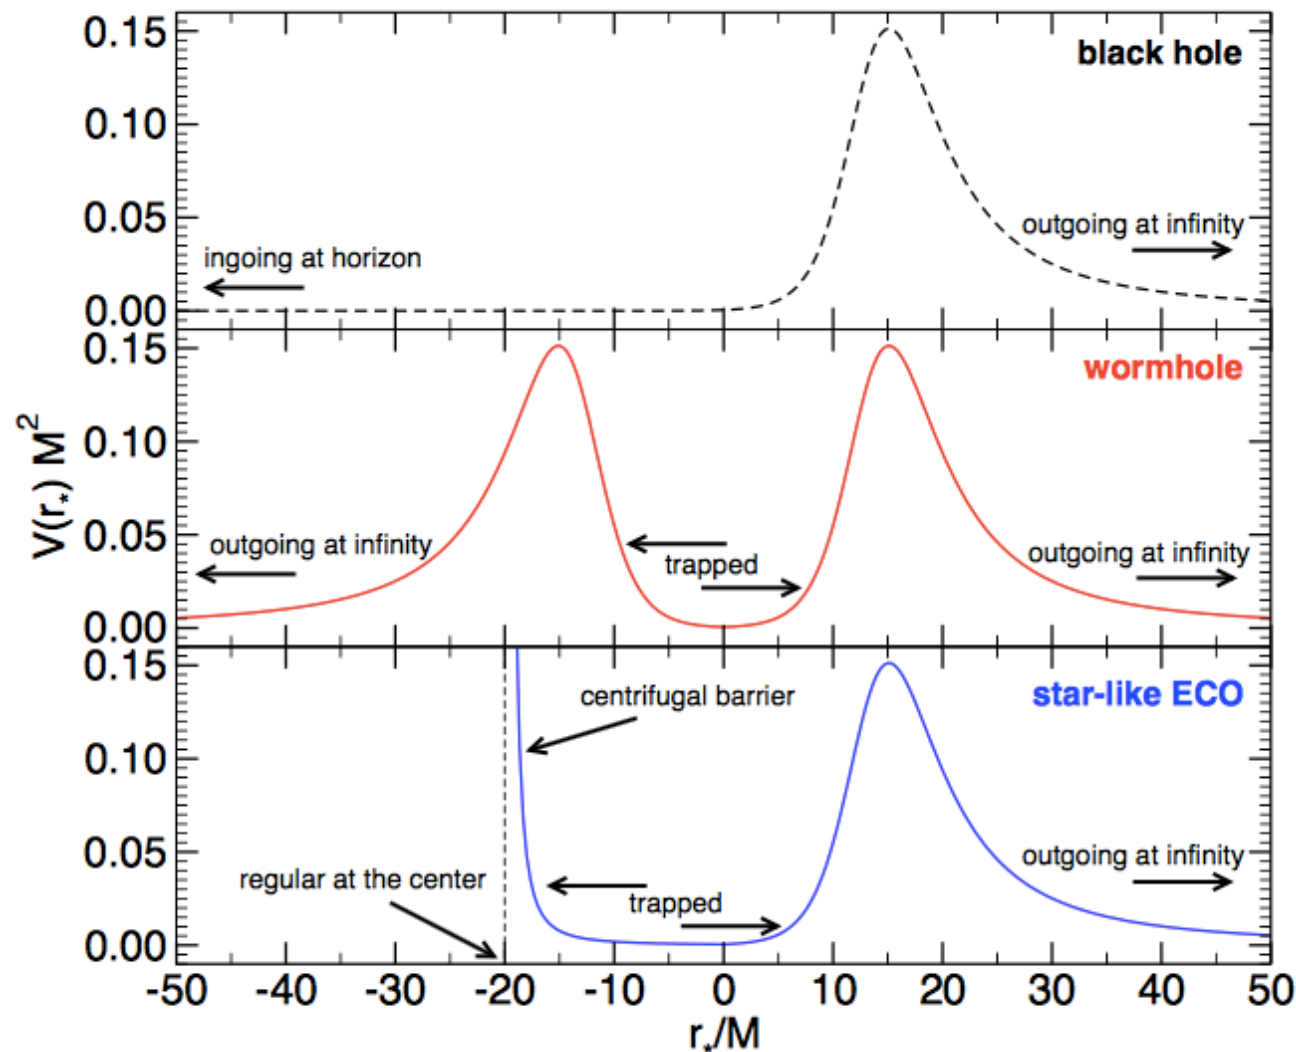 0.15
black hole
0.10
0.05
outgoing at infinity
ingoing at horizon
0.00
0.15
wormhole
0.10
0.05
outgoing at infinity
trapped
outgoing at infinity
0.00
V(r*) M²
0.15
star-like ECO
centrifugal barrier
0.10
0.05
outgoing at infinity
regular at the center
trapped
0.00
-50 -40 -30 -20 -10 0 10 20 30 40 50
r*/M